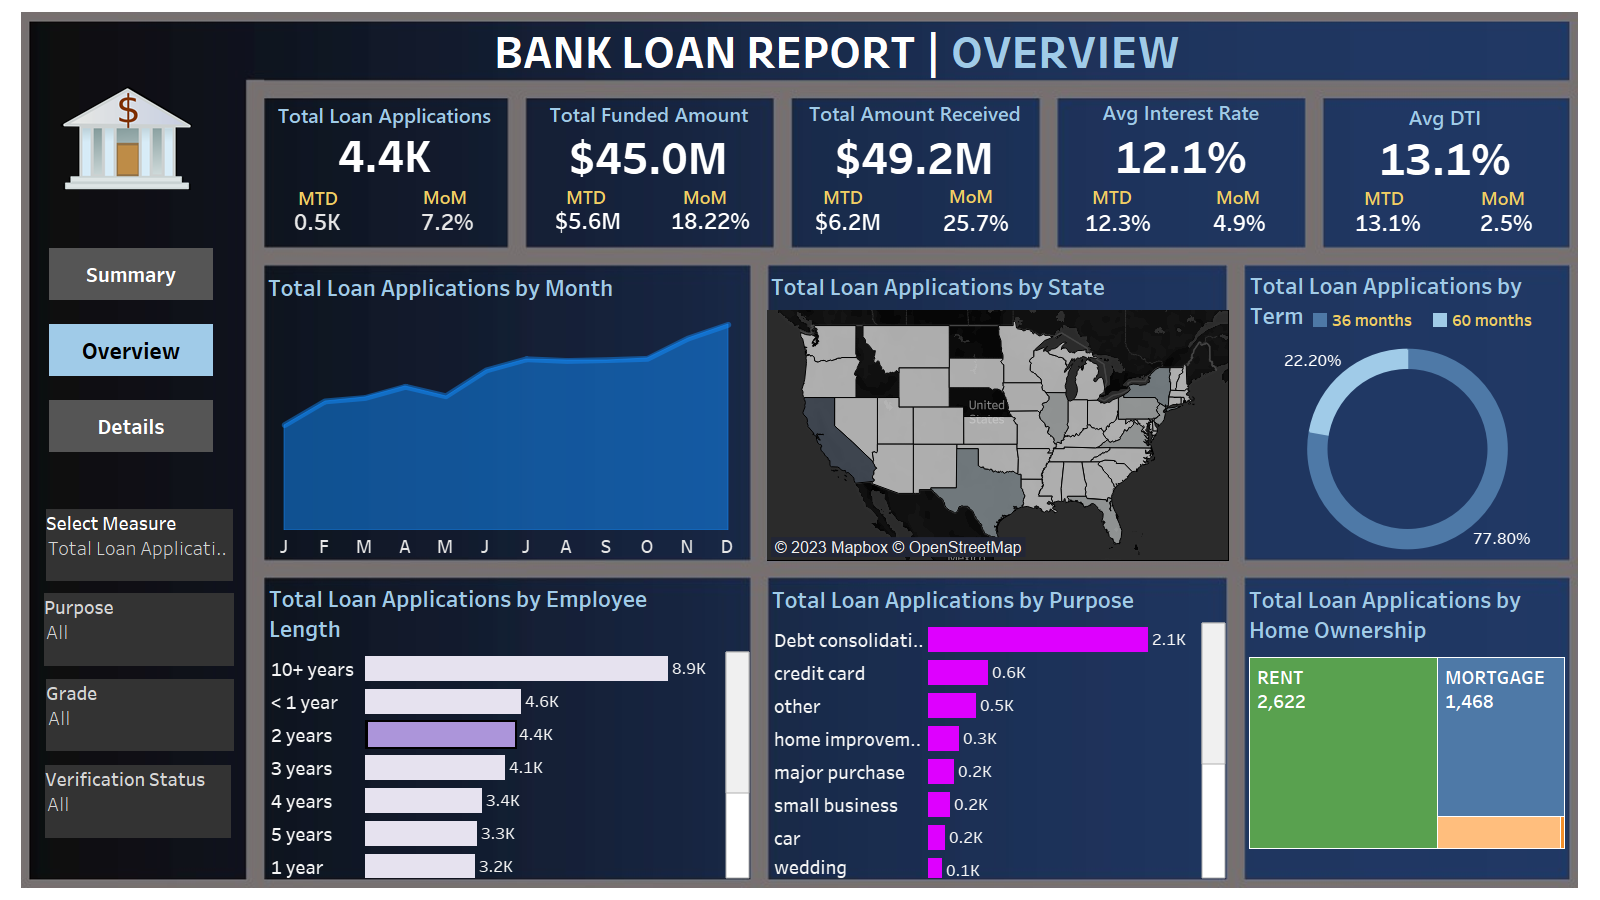 BANK LOAN REPORT | OVERVIEW
$
Summary
Overview
Details
Select Measure
Total Loan Applicati..
Purpose
All
Grade
All
Verification Status
All
Total Loan Applications
4.4K
MTD MoM
0.5K 7.2%
Total Funded Amount
$45.0M
MTD MoM
$5.6M 18.22%
Total Amount Received
$49.2M
MTD MoM
$6.2M 25.7%
Avg Interest Rate
12.1%
MTD MoM
12.3% 4.9%
Avg DTI
13.1%
MTD MoM
13.1% 2.5%
Total Loan Applications by Month
J F M A M J J A S O N D
Total Loan Applications by State
United
States
© 2023 Mapbox © OpenStreetMap
Total Loan Applications by
Term 36 months 60 months
22.20%
77.80%
Total Loan Applications by Employee
Length
10+ years 8.9K
< 1 year 4.6K
2 years 4.4K
3 years 4.1K
4 years 3.4K
5 years 3.3K
1 year 3.2K
Total Loan Applications by Purpose
Debt consolidati.. 2.1K
credit card 0.6K
other 0.5K
home improvem.. 0.3K
major purchase 0.2K
small business 0.2K
car 0.2K
wedding 0.1K
Total Loan Applications by
Home Ownership
RENT
2,622
MORTGAGE
1,468